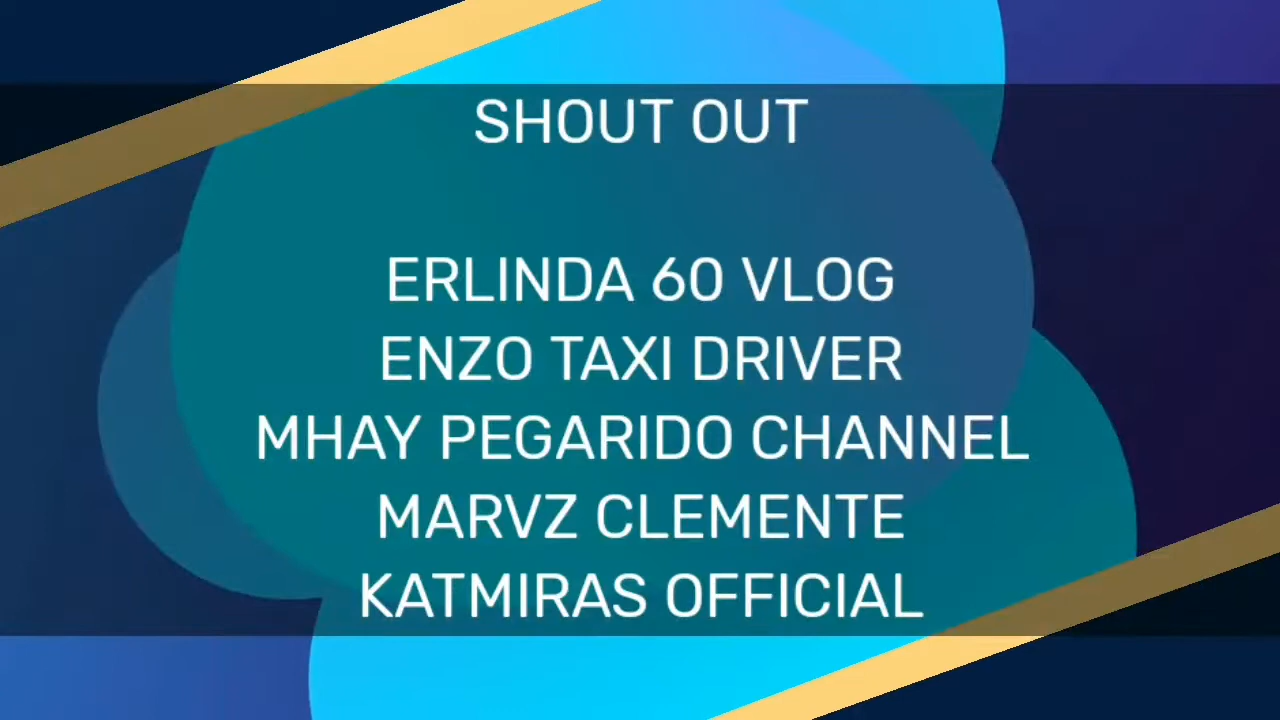 SHOUT OUT
ERLINDA 60 VLOG
ENZO TAXI DRIVER
MHAY PEGARIDO CHANNEL
MARVZ CLEMENTE
KATMIRAS OFFICIAL